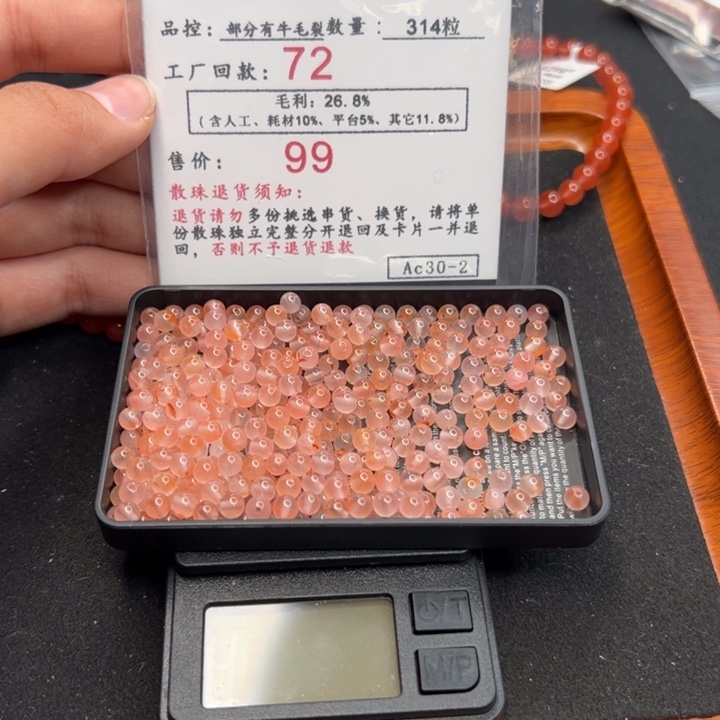 品控：部分有牛毛裂 数量：314粒
工厂回款：72
毛利：26.8%
（含人工、耗材10%、平台5%、其它11.8%）
售价：99
散珠退货须知：
退货请勿多份挑选串货、换货，请将单
份散珠独立完整分开退回及卡片一并退
回，否则不予退货退款
Ac30-2
/T
M/P